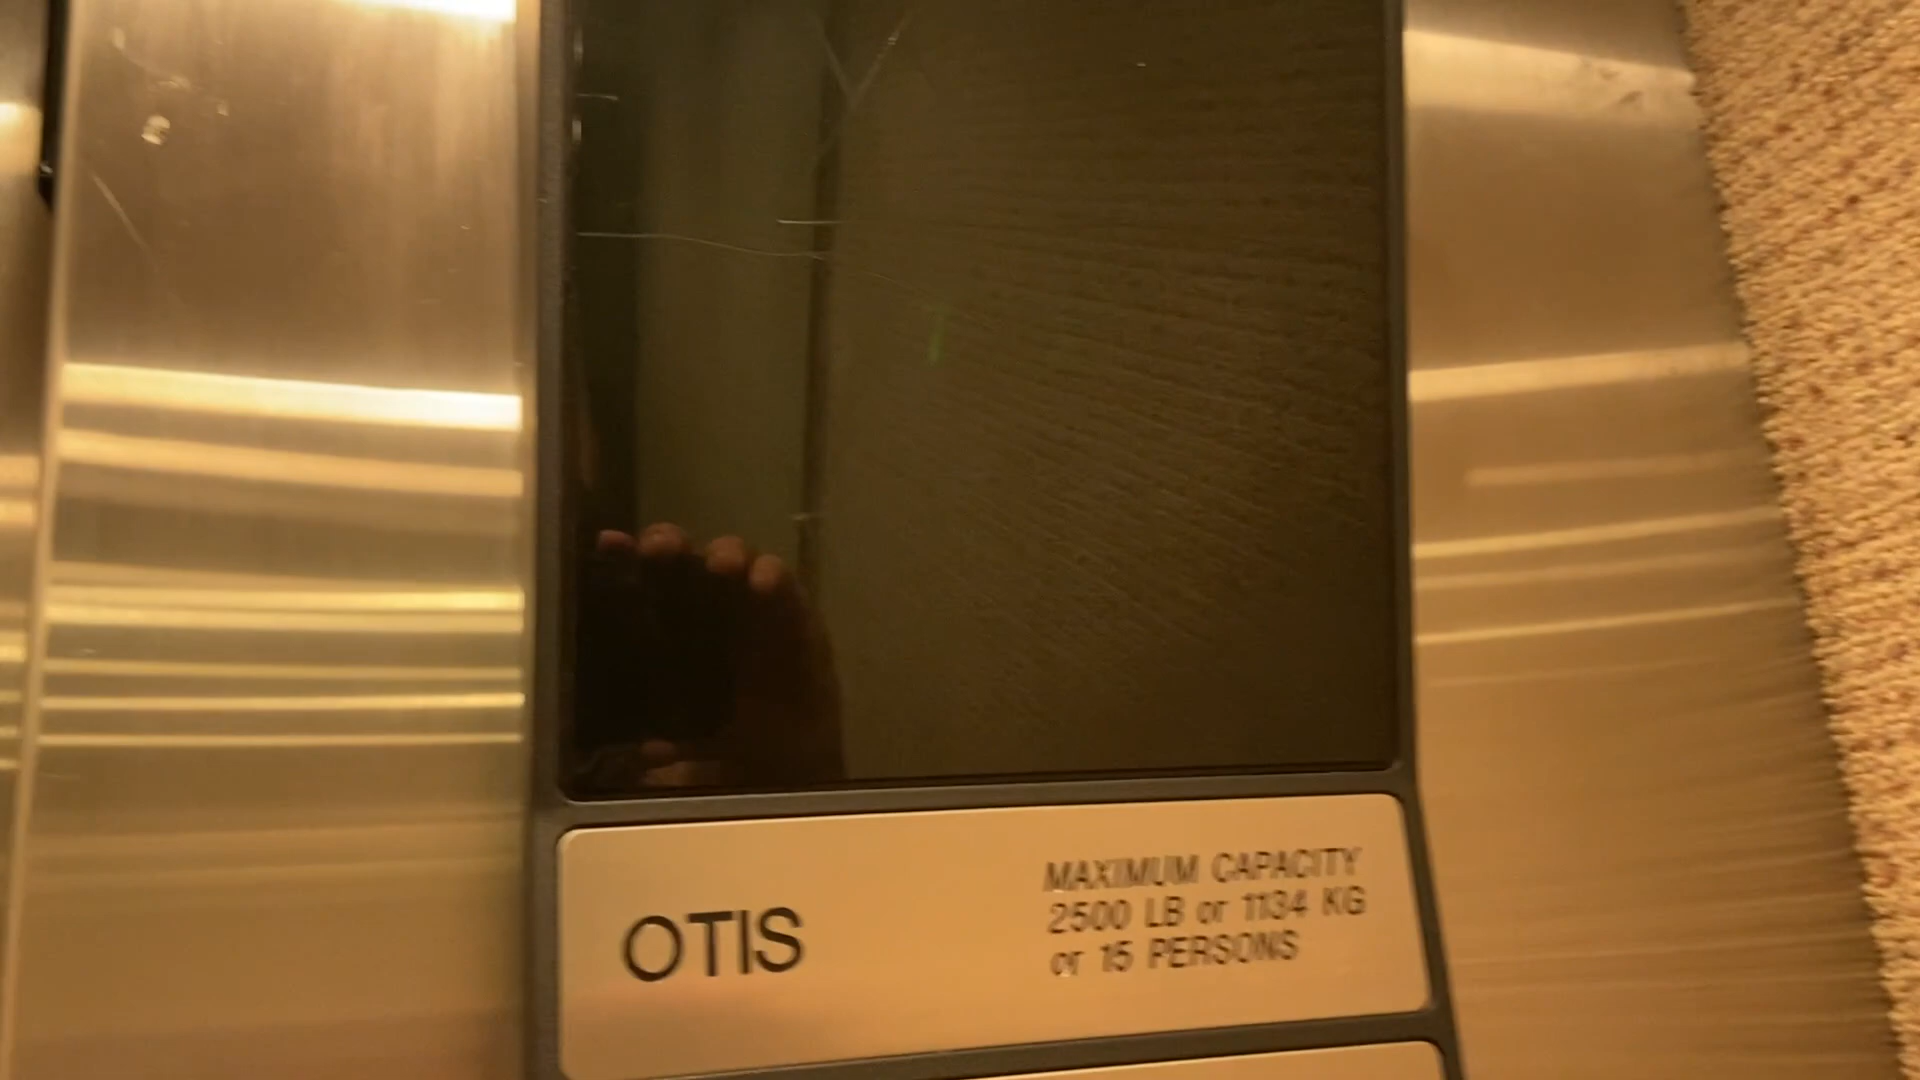 OTIS
MAXIMUM CAPACITY
2500 LB or 1134 KG
or 15 PERSONS